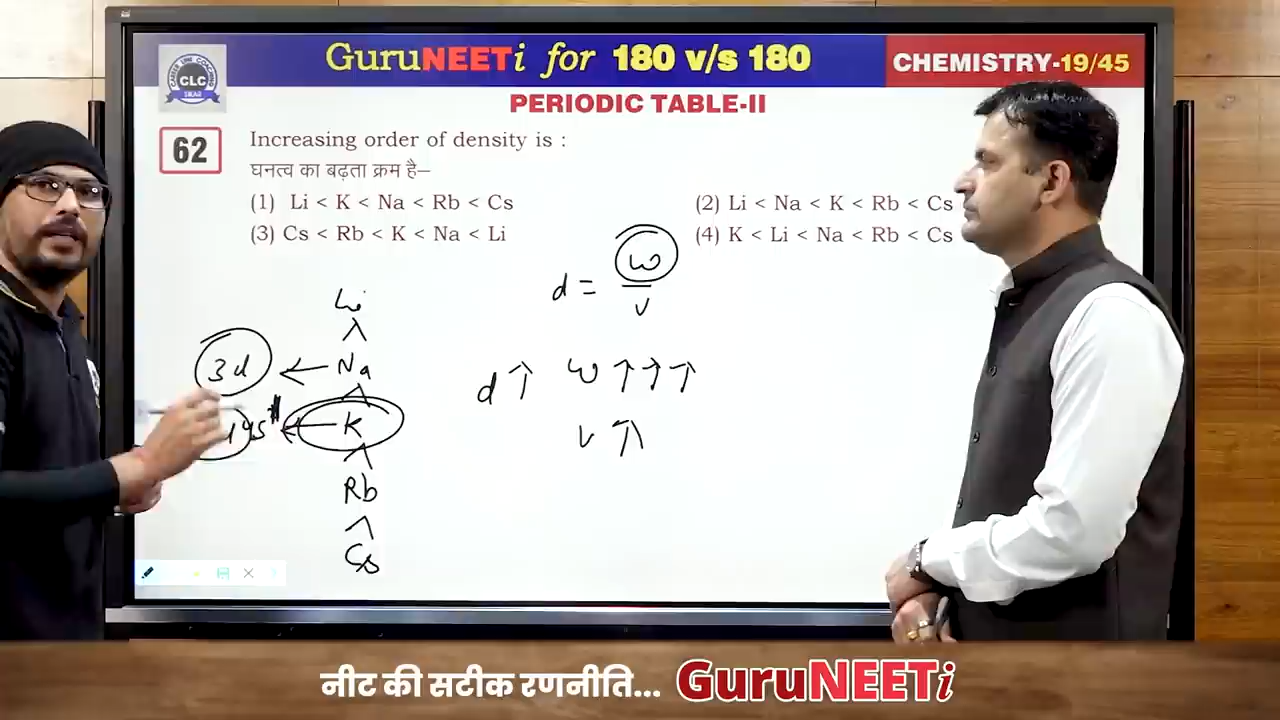 GuruNEETi for 180 v/s 180
CHEMISTRY-19/45
CLC
SIKAR
PERIODIC TABLE-II
62
Increasing order of density is :
घनत्व का बढ़ता क्रम है–
(1) Li < K < Na < Rb < Cs
(2) Li < Na < K < Rb < Cs
(3) Cs < Rb < K < Na < Li
(4) K < Li < Na < Rb < Cs
d = w
v
Li
3d ← Na
← K
d ↑ w ↑↑↑
v ↑
Rb
Cs
नीट की सटीक रणनीति... GuruNEETi